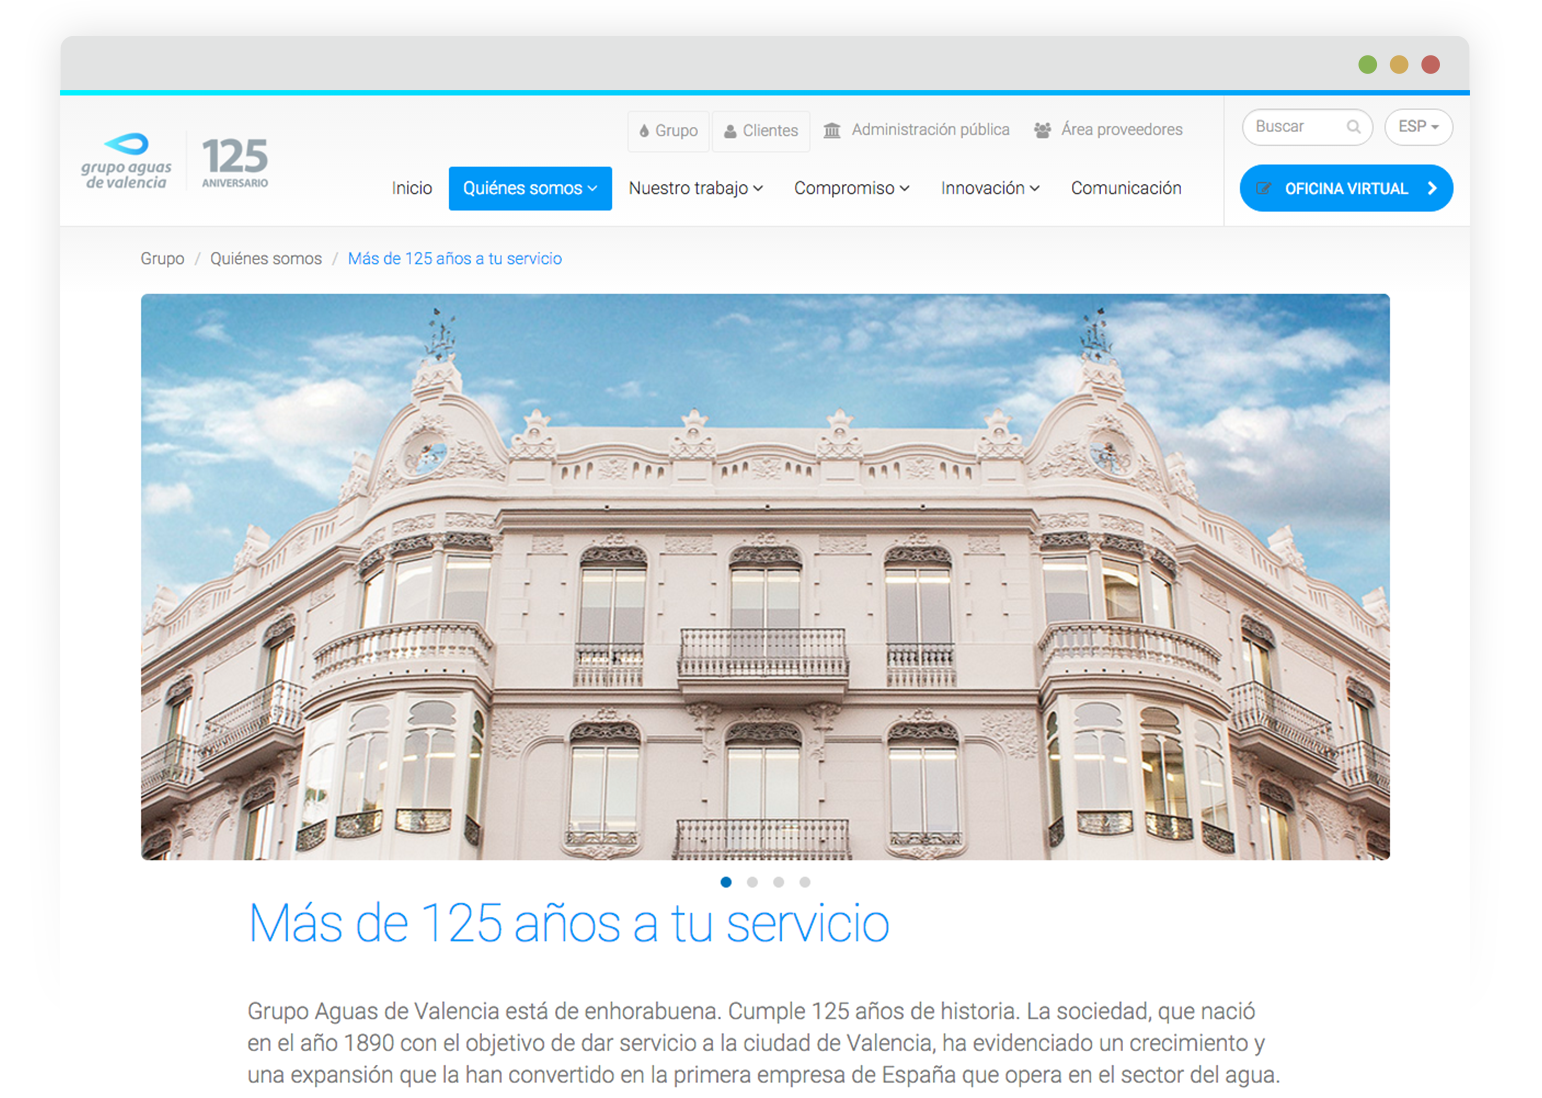 grupo aguas
de valencia
125
ANIVERSARIO
Grupo
Clientes
Administración pública
Área proveedores
Buscar
ESP
Inicio
Quiénes somos
Nuestro trabajo
Compromiso
Innovación
Comunicación
OFICINA VIRTUAL
Grupo / Quiénes somos / Más de 125 años a tu servicio
Más de 125 años a tu servicio
Grupo Aguas de Valencia está de enhorabuena. Cumple 125 años de historia. La sociedad, que nació
en el año 1890 con el objetivo de dar servicio a la ciudad de Valencia, ha evidenciado un crecimiento y
una expansión que la han convertido en la primera empresa de España que opera en el sector del agua.